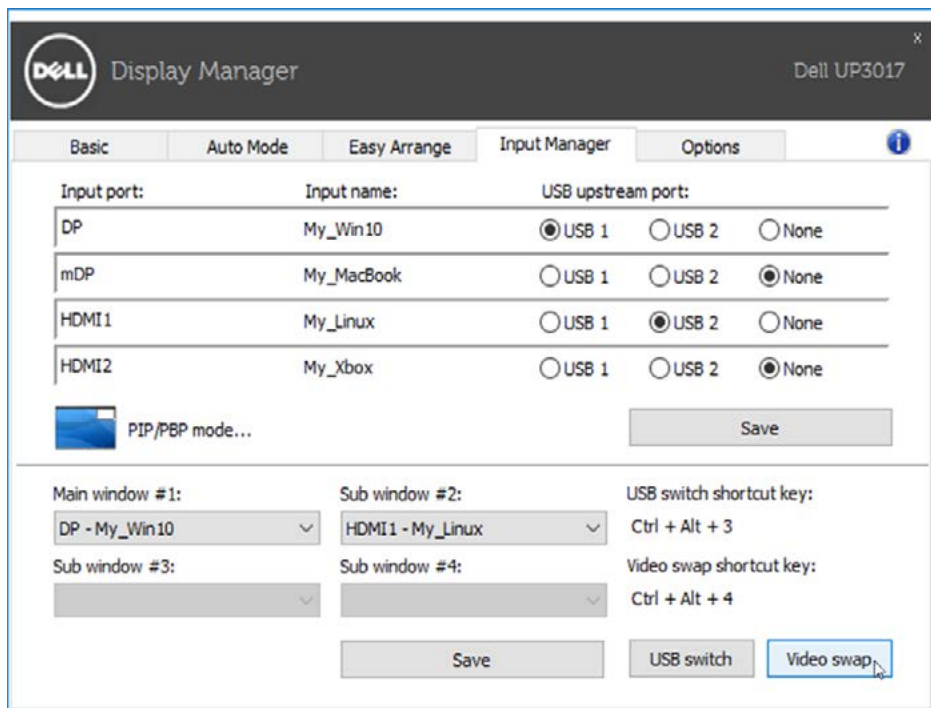 x
DELL Display Manager Dell UP3017
Basic Auto Mode Easy Arrange Input Manager Options i
Input port: Input name: USB upstream port:
DP My_Win10 USB 1 USB 2 None
mDP My_MacBook USB 1 USB 2 None
HDMI1 My_Linux USB 1 USB 2 None
HDMI2 My_Xbox USB 1 USB 2 None
PIP/PBP mode... Save
Main window #1: Sub window #2: USB switch shortcut key:
DP - My_Win10 HDMI1 - My_Linux Ctrl + Alt + 3
Sub window #3: Sub window #4: Video swap shortcut key:
Ctrl + Alt + 4
Save USB switch Video swap